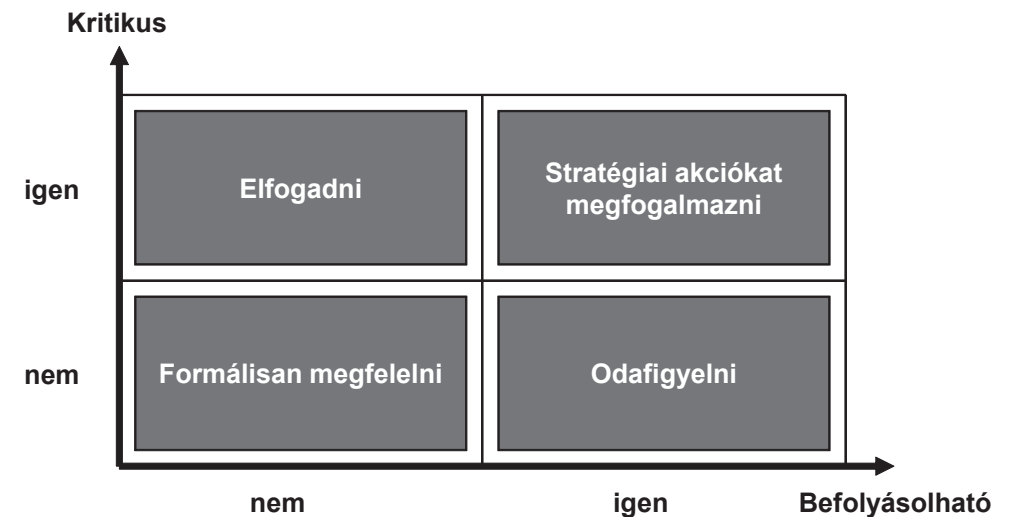 Kritikus
igen
Elfogadni
Stratégiai akciókat
megfogalmazni
nem
Formálisan megfelelni
Odafigyelni
nem
igen
Befolyásolható